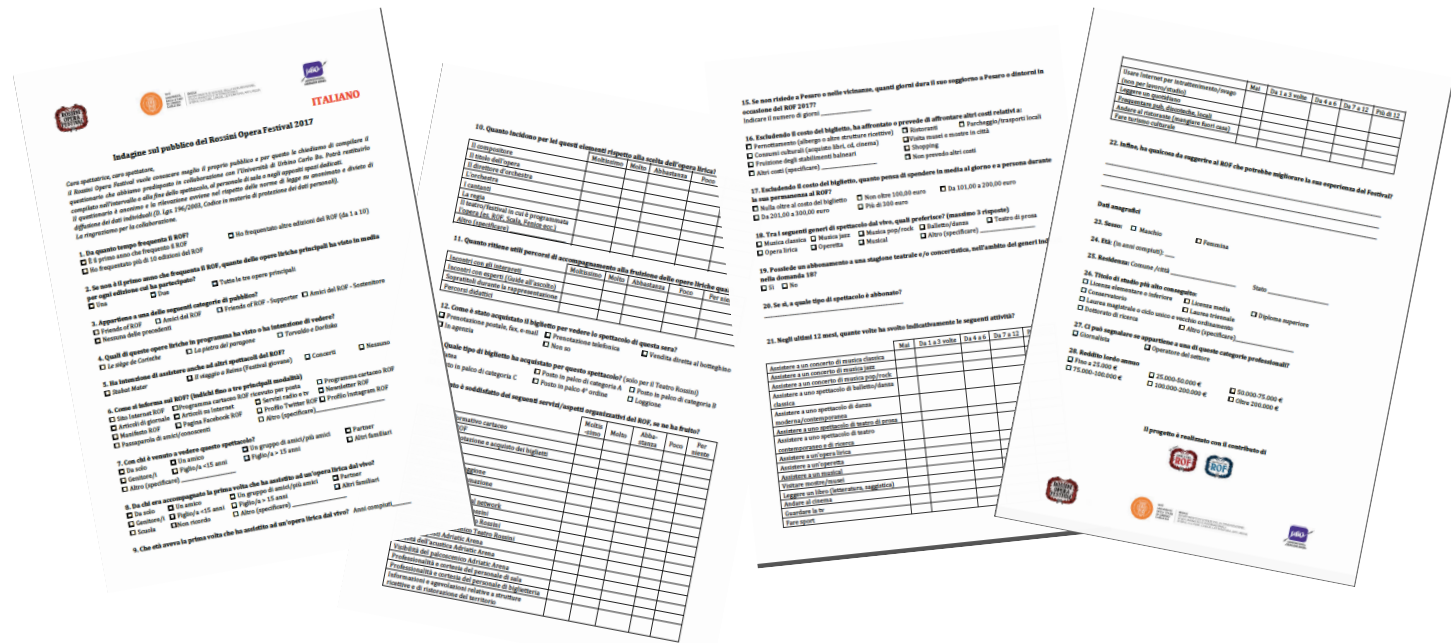 ROSSINI OPERA FESTIVAL
ITALIANO
Indagine sul pubblico del Rossini Opera Festival 2017
Cara spettatrice, caro spettatore,
il Rossini Opera Festival vuole conoscere meglio il proprio pubblico e per questo le chiediamo di compilare il
questionario che abbiamo predisposto in collaborazione con l'Università di Urbino Carlo Bo. Potrà restituirlo
compilato nell'intervallo e alla fine dello spettacolo, al personale di sala o negli appositi spazi dedicati.
Il questionario è anonimo e la rilevazione avviene nel rispetto delle norme di legge su anonimato e divieto di
diffusione dei dati individuali (D. Lgs. 196/2003, Codice in materia di protezione dei dati personali).
La ringraziamo per la collaborazione.
1. Da quanto tempo frequenta il ROF?
È il primo anno che frequento il ROF
Ho frequentato altre edizioni del ROF (da 1 a 10)
Ho frequentato più di 10 edizioni del ROF
2. Se non è il primo anno che frequenta il ROF, quante delle opere liriche principali ha visto in media
per ogni edizione cui ha partecipato?
Una
Due
Tutte le tre opere principali
3. Appartiene a una delle seguenti categorie di pubblico?
Friends of ROF
Amici del ROF
Friends of ROF - Supporter
Amici del ROF - Sostenitore
Nessuna delle precedenti
4. Quali di queste opere liriche in programma ha visto o ha intenzione di vedere?
Le siège de Corinthe
La pietra del paragone
Torvaldo e Dorliska
5. Ha intenzione di assistere anche ad altri spettacoli del ROF?
Stabat Mater
Il viaggio a Reims (Festival giovane)
Concerti
Nessuno
6. Come si informa sul ROF? (indichi fino a tre principali modalità)
Sito Internet ROF
Programma cartaceo ROF ricevuto per posta
Programma cartaceo ROF
Articoli di giornale
Articoli su Internet
Servizi radio e tv
Newsletter ROF
Manifesto ROF
Pagina Facebook ROF
Profilo Twitter ROF
Profilo Instagram ROF
Passaparola di amici/conoscenti
Altro (specificare)
7. Con chi è venuto a vedere questo spettacolo?
Da solo
Un amico
Un gruppo di amici/più amici
Partner
Genitore/i
Figlio/a <15 anni
Figlio/a > 15 anni
Altri familiari
Altro (specificare)
8. Da chi era accompagnato la prima volta che ha assistito ad un'opera lirica dal vivo?
Da solo
Un amico
Un gruppo di amici/più amici
Partner
Genitore/i
Figlio/a <15 anni
Figlio/a > 15 anni
Altri familiari
Scuola
Non ricordo
Altro (specificare)
9. Che età aveva la prima volta che ha assistito ad un'opera lirica dal vivo? Anni compiuti
10. Quanto incidono per lei questi elementi rispetto alla scelta dell'opera lirica?
Moltissimo Molto Abbastanza Poco
Il compositore
Il titolo dell'opera
Il direttore d'orchestra
L'orchestra
I cantanti
La regia
Il teatro/festival in cui è programmata
l'opera (es. ROF, Scala, Fenice ecc.)
Altro (specificare)
11. Quanto ritiene utili percorsi di accompagnamento alla fruizione delle opere liriche
Moltissimo Molto Abbastanza Poco Per
Incontri con gli interpreti
Incontri con esperti (Guide all'ascolto)
Sopratitoli durante la rappresentazione
Percorsi didattici
12. Come è stato acquistato il biglietto per vedere lo spettacolo di questa sera?
Prenotazione postale, fax, e-mail
Prenotazione telefonica
Vendita diretta al botteghino
In agenzia
Non so
Quale tipo di biglietto ha acquistato per questo spettacolo? (solo per il Teatro Rossini)
Posto in palco di categoria A
Posto in palco di categoria B
in palco di categoria C
Posto in palco 4° ordine
Loggione
è soddisfatto dei seguenti servizi/aspetti organizzativi del ROF, se ne ha fruito?
Moltis-simo Molto Abba-stanza Poco Per niente
cartaceo
ROF
e acquisto dei biglietti
network
Rossini
Teatro Rossini
Adriatic Arena
dell'acustica Adriatic Arena
Visibilità del palcoscenico Adriatic Arena
Professionalità e cortesia del personale di sala
Professionalità e cortesia del personale di biglietteria
Informazioni e agevolazioni relative a strutture
ricettive e di ristorazione del territorio
15. Se non risiede a Pesaro o nelle vicinanze, quanti giorni dura il suo soggiorno a Pesaro o dintorni in
occasione del ROF 2017?
Indicare il numero di giorni
16. Escludendo il costo del biglietto, ha affrontato o prevede di affrontare altri costi relativi a:
Pernottamento (albergo o altre strutture ricettive)
Ristoranti
Parcheggio/trasporti locali
Consumi culturali (acquisto libri, cd, cinema)
Visita musei e mostre in città
Fruizione degli stabilimenti balneari
Shopping
Altri costi (specificare)
Non prevedo altri costi
17. Escludendo il costo del biglietto, quanto pensa di spendere in media al giorno e a persona durante
la sua permanenza al ROF?
Nulla oltre al costo del biglietto
Non oltre 100,00 euro
Da 101,00 a 200,00 euro
Da 201,00 a 300,00 euro
Più di 300 euro
18. Tra i seguenti generi di spettacolo dal vivo, quali preferisce? (massimo 3 risposte)
Musica classica
Musica jazz
Musica pop/rock
Balletto/danza
Teatro di prosa
Opera lirica
Operetta
Musical
Altro (specificare)
19. Possiede un abbonamento a una stagione teatrale e/o concertistica, nell'ambito dei generi
nella domanda 18?
Sì
No
20. Se sì, a quale tipo di spettacolo è abbonato?
21. Negli ultimi 12 mesi, quante volte ha svolto indicativamente le seguenti attività?
Mai Da 1 a 3 volte Da 4 a 6 Da 7 a 12
Assistere a un concerto di musica classica
Assistere a un concerto di musica jazz
Assistere a un concerto di musica pop/rock
Assistere a uno spettacolo di balletto/danza
classica
Assistere a uno spettacolo di danza
moderna/contemporanea
Assistere a uno spettacolo di teatro di prosa
Assistere a uno spettacolo di teatro
contemporaneo e di ricerca
Assistere a un'opera lirica
Assistere a un'operetta
Assistere a un musical
Visitare mostre/musei
Leggere un libro (letteratura, saggistica)
Andare al cinema
Guardare la tv
Fare sport
Mai Da 1 a 3 volte Da 4 a 6 Da 7 a 12 Più di 12
Usare Internet per intrattenimento/svago
(non per lavoro/studio)
Leggere un quotidiano
Frequentare pub, discoteche, locali
Andare al ristorante (mangiare fuori casa)
Fare turismo culturale
22. Infine, ha qualcosa da suggerire al ROF che potrebbe migliorare la sua esperienza del Festival?
Dati anagrafici
23. Sesso:
Maschio
Femmina
24. Età: (in anni compiuti):
25. Residenza: Comune /città
Stato
26. Titolo di studio più alto conseguito:
Licenza elementare o inferiore
Licenza media
Diploma superiore
Conservatorio
Laurea triennale
Laurea magistrale a ciclo unico o vecchio ordinamento
Dottorato di ricerca
Altro (specificare)
27. Ci può segnalare se appartiene a una di queste categorie professionali?
Giornalista
Operatore del settore
28. Reddito lordo annuo
Fino a 25.000 €
25.000-50.000 €
50.000-75.000 €
75.000-100.000 €
100.000-200.000 €
Oltre 200.000 €
Il progetto è realizzato con il contributo di
ROF
ROF
ROSSINI OPERA FESTIVAL